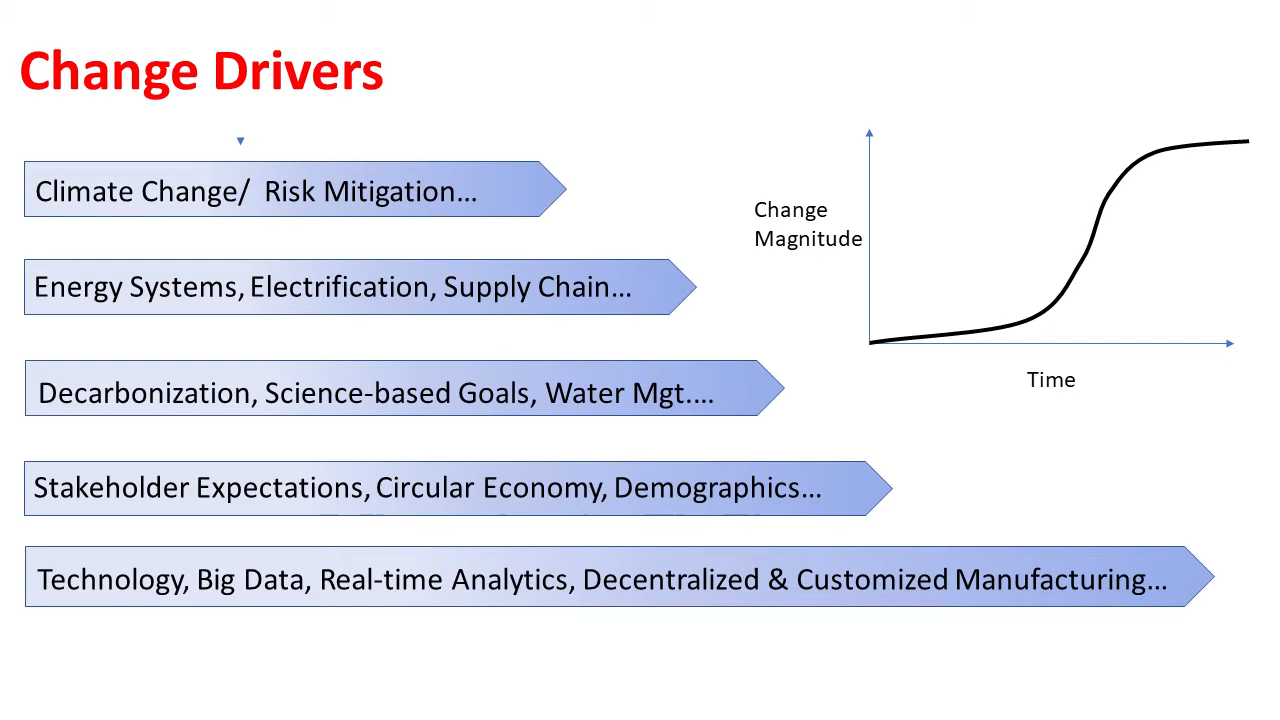 Change Drivers
Climate Change/  Risk Mitigation…
Change
Magnitude
Energy Systems, Electrification, Supply Chain…
Time
Decarbonization, Science-based Goals, Water Mgt.…
Stakeholder Expectations, Circular Economy, Demographics…
Technology, Big Data, Real-time Analytics, Decentralized & Customized Manufacturing…